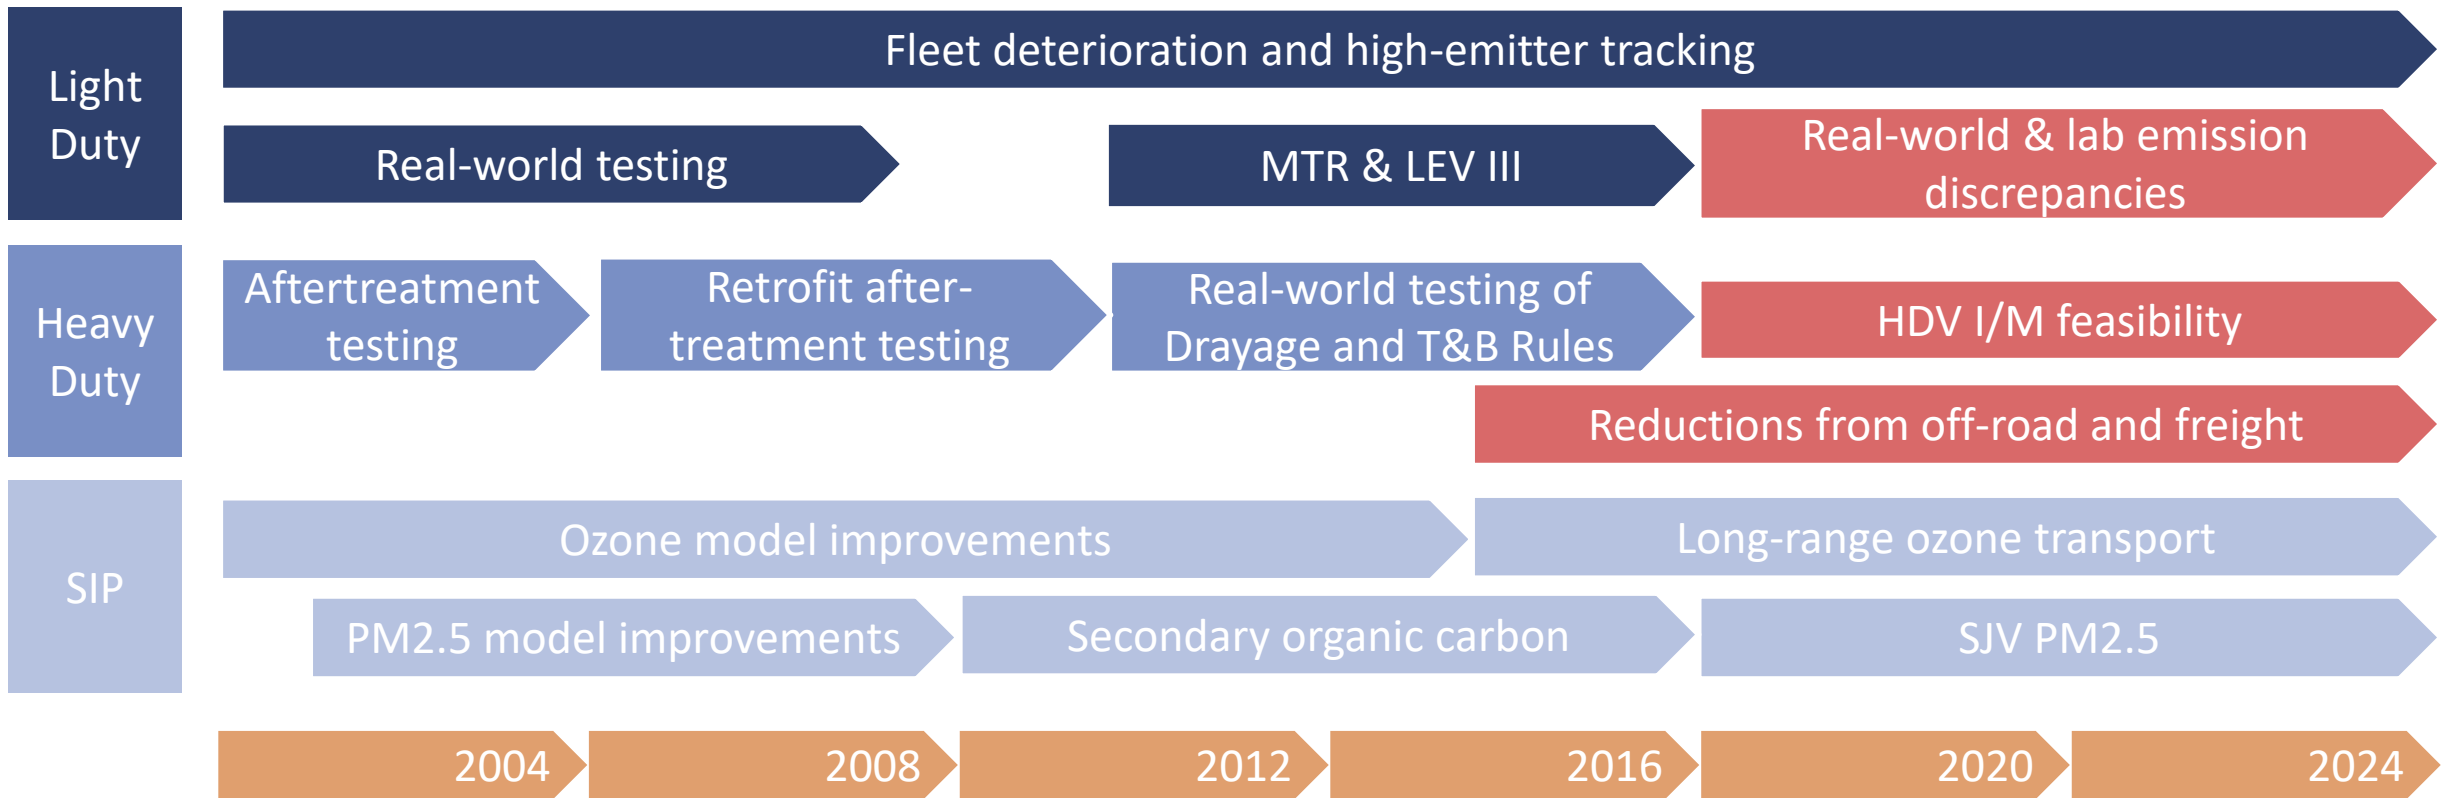 Light
Duty
Fleet deterioration and high-emitter tracking
Real-world testing
MTR & LEV III
Real-world & lab emission
discrepancies
Heavy
Duty
Aftertreatment
testing
Retrofit after-
treatment testing
Real-world testing of
Drayage and T&B Rules
HDV I/M feasibility
Reductions from off-road and freight
SIP
Ozone model improvements
Long-range ozone transport
PM2.5 model improvements
Secondary organic carbon
SJV PM2.5
2004
2008
2012
2016
2020
2024